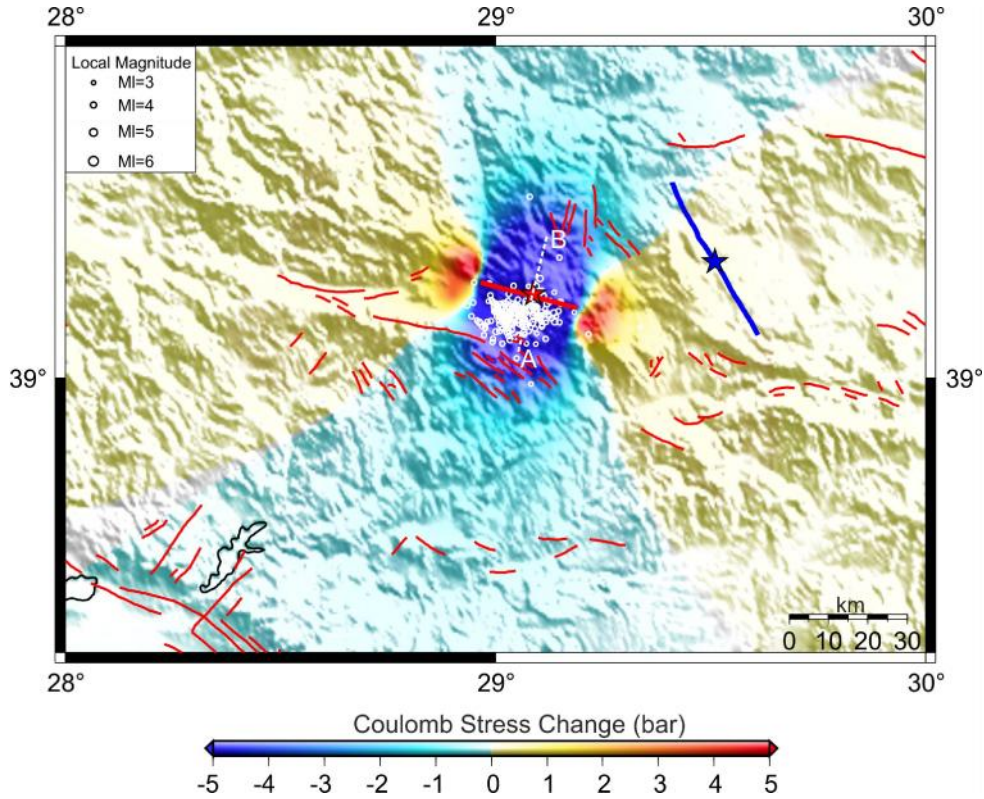 28° 29° 30°
Local Magnitude
Ml=3
Ml=4
Ml=5
Ml=6
B
A
39° 39°
km
0 10 20 30
28° 29° 30°
Coulomb Stress Change (bar)
-5 -4 -3 -2 -1 0 1 2 3 4 5